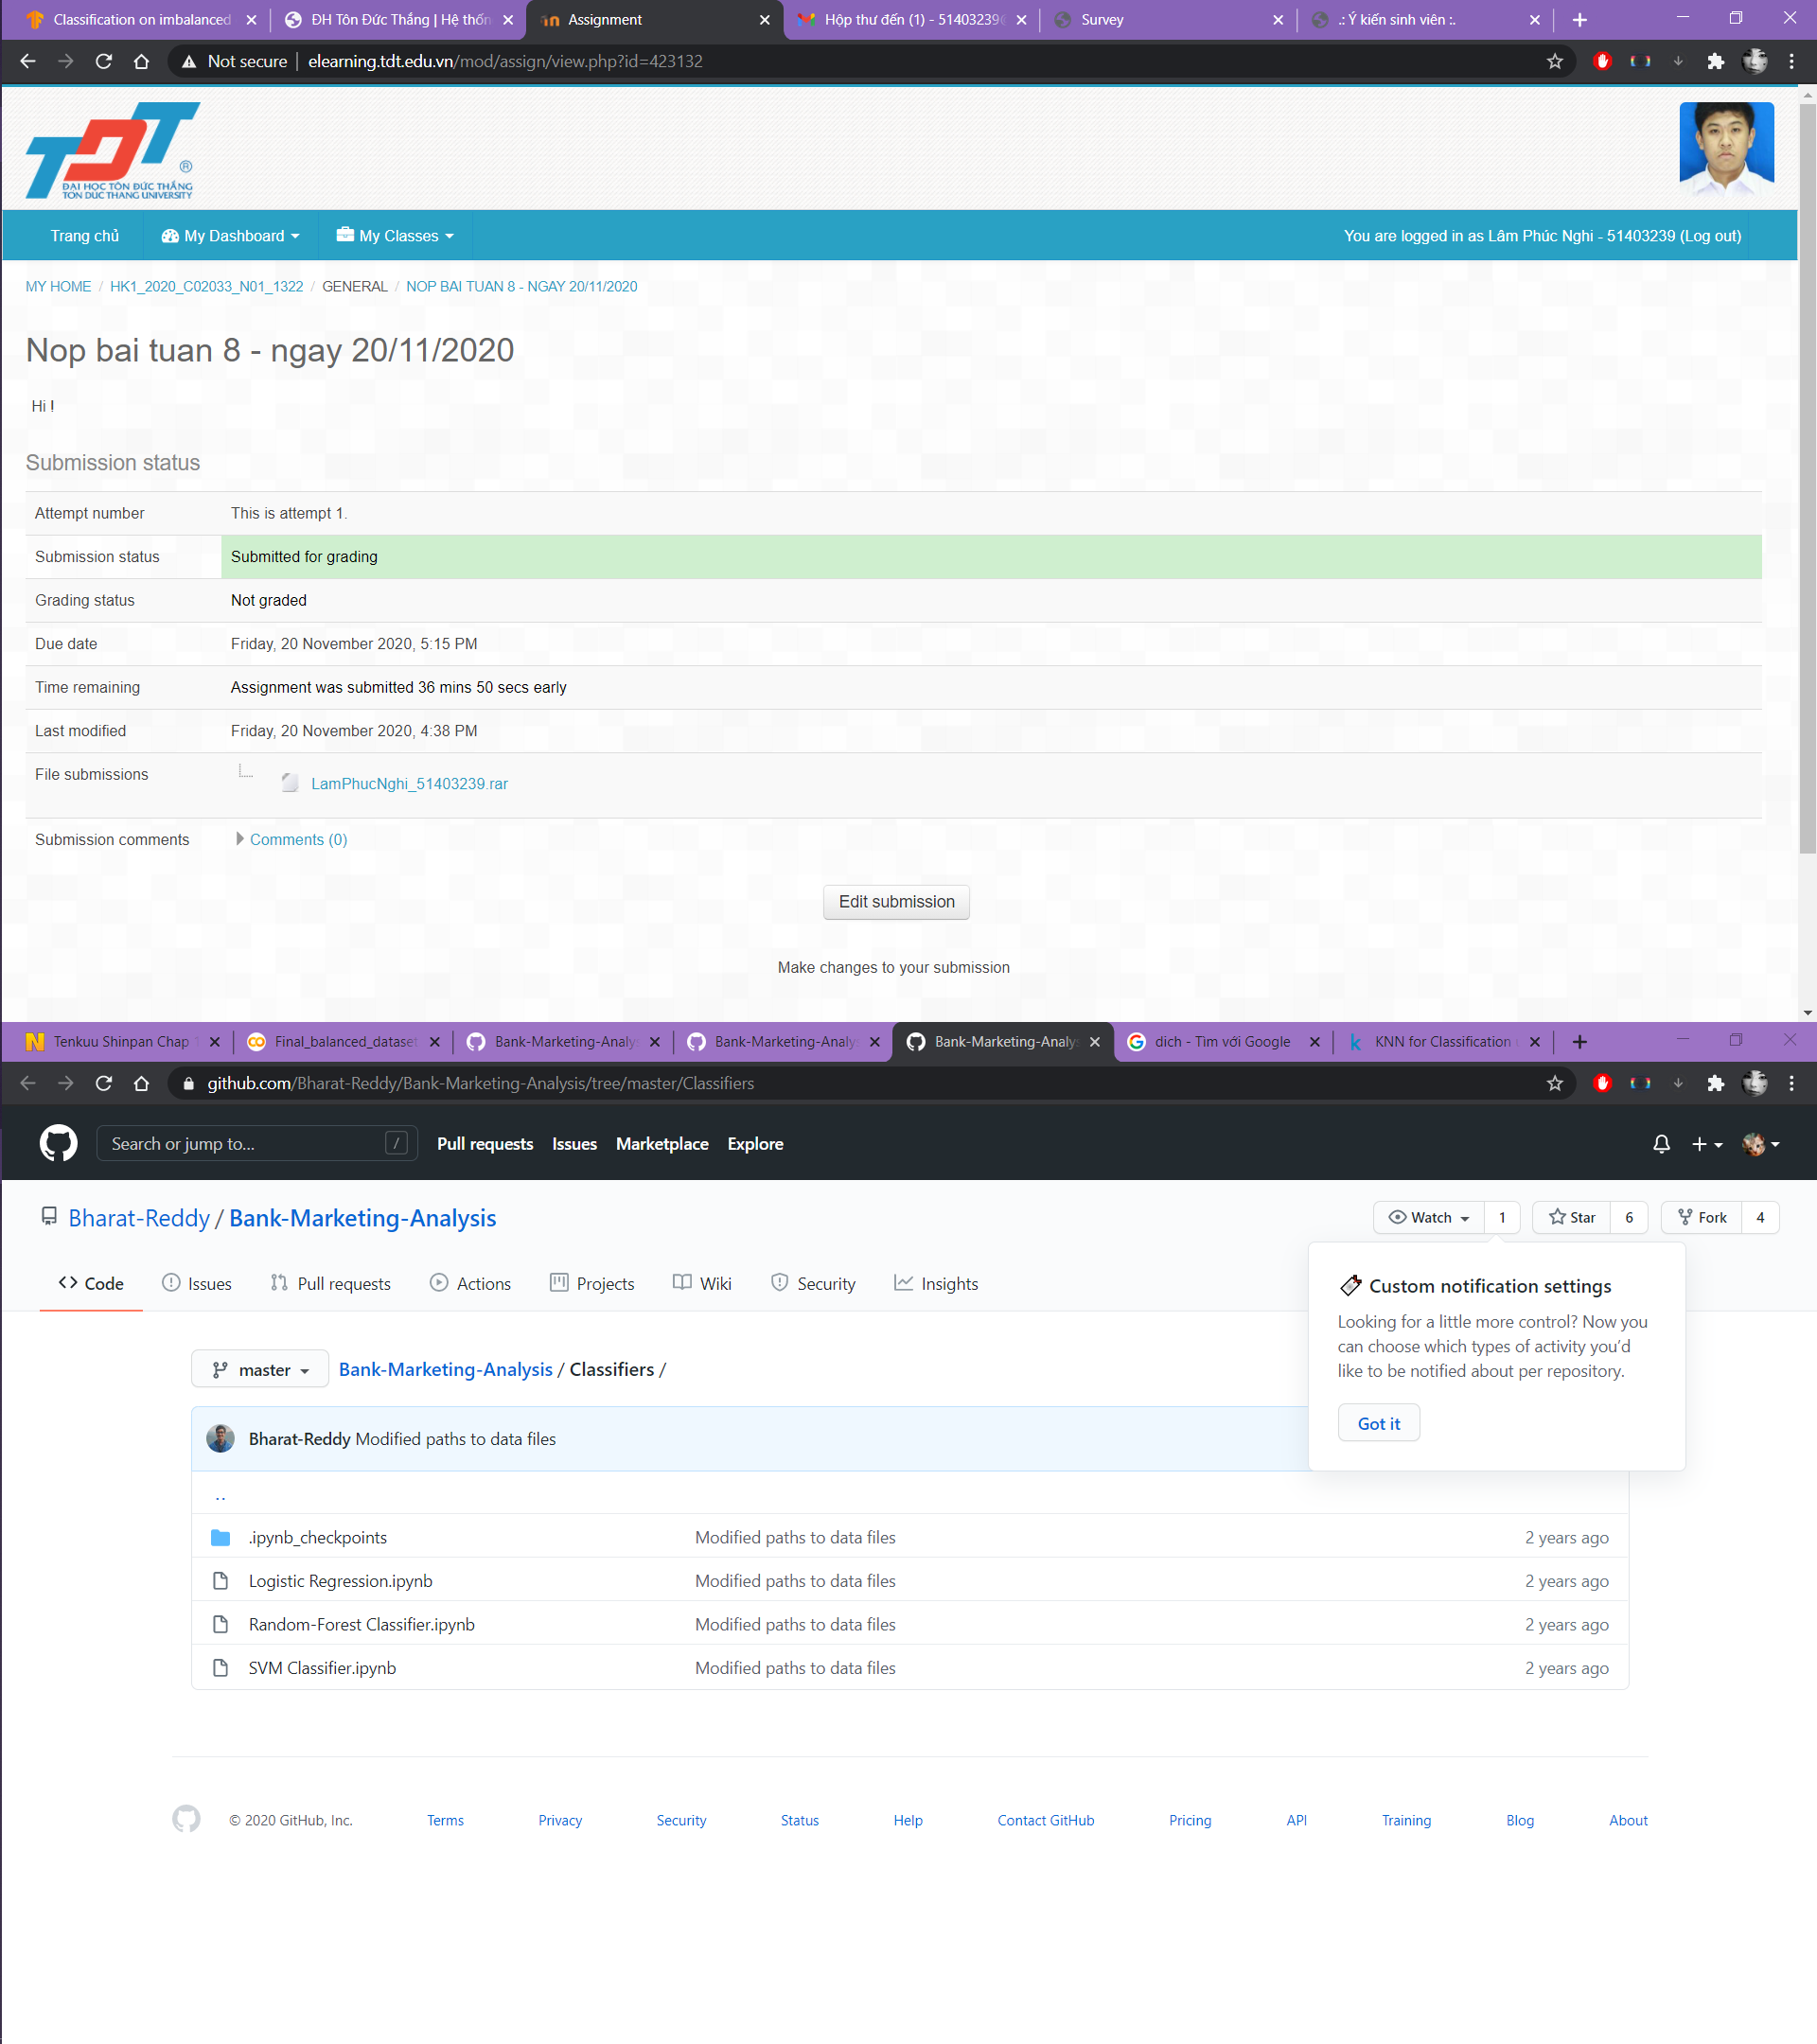 Classification on imbalanced
ĐH Tôn Đức Thắng | Hệ thốn
Assignment
Hộp thư đến (1) - 51403239@
Survey
.: Ý kiến sinh viên :.
Not secure | elearning.tdt.edu.vn/mod/assign/view.php?id=423132
TDT ®
ĐẠI HỌC TÔN ĐỨC THẮNG
TON DUC THANG UNIVERSITY
Trang chủ
My Dashboard
My Classes
You are logged in as Lâm Phúc Nghi - 51403239 (Log out)
MY HOME / HK1_2020_C02033_N01_1322 / GENERAL / NOP BAI TUAN 8 - NGAY 20/11/2020
Nop bai tuan 8 - ngay 20/11/2020
Hi !
Submission status
Attempt number This is attempt 1.
Submission status Submitted for grading
Grading status Not graded
Due date Friday, 20 November 2020, 5:15 PM
Time remaining Assignment was submitted 36 mins 50 secs early
Last modified Friday, 20 November 2020, 4:38 PM
File submissions LamPhucNghi_51403239.rar
Submission comments Comments (0)
Edit submission
Make changes to your submission
Tenkuu Shinpan Chap
Final_balanced_dataset
Bank-Marketing-Analys
Bank-Marketing-Analys
Bank-Marketing-Analys
dich - Tìm với Google
KNN for Classification
github.com/Bharat-Reddy/Bank-Marketing-Analysis/tree/master/Classifiers
Search or jump to... /
Pull requests Issues Marketplace Explore
Bharat-Reddy / Bank-Marketing-Analysis
Watch 1 Star 6 Fork 4
Code Issues Pull requests Actions Projects Wiki Security Insights
Custom notification settings
Looking for a little more control? Now you
can choose which types of activity you'd
like to be notified about per repository.
Got it
master Bank-Marketing-Analysis / Classifiers /
Bharat-Reddy Modified paths to data files
..
.ipynb_checkpoints Modified paths to data files 2 years ago
Logistic Regression.ipynb Modified paths to data files 2 years ago
Random-Forest Classifier.ipynb Modified paths to data files 2 years ago
SVM Classifier.ipynb Modified paths to data files 2 years ago
© 2020 GitHub, Inc. Terms Privacy Security Status Help Contact GitHub Pricing API Training Blog About